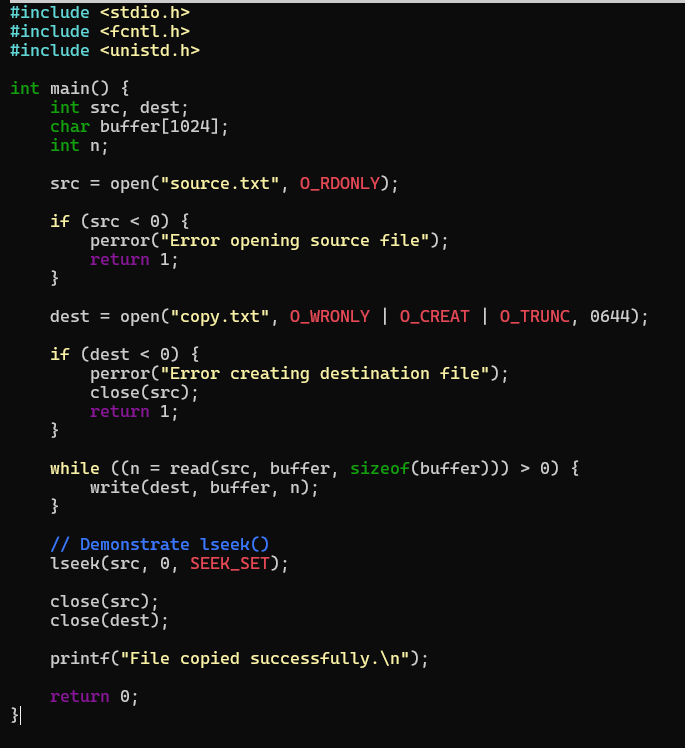 #include <stdio.h>
#include <fcntl.h>
#include <unistd.h>
int main() {
    int src, dest;
    char buffer[1024];
    int n;
    src = open("source.txt", O_RDONLY);
    if (src < 0) {
        perror("Error opening source file");
        return 1;
    }
    dest = open("copy.txt", O_WRONLY | O_CREAT | O_TRUNC, 0644);
    if (dest < 0) {
        perror("Error creating destination file");
        close(src);
        return 1;
    }
    while ((n = read(src, buffer, sizeof(buffer))) > 0) {
        write(dest, buffer, n);
    }
    // Demonstrate lseek()
    lseek(src, 0, SEEK_SET);
    close(src);
    close(dest);
    printf("File copied successfully.\n");
    return 0;
}